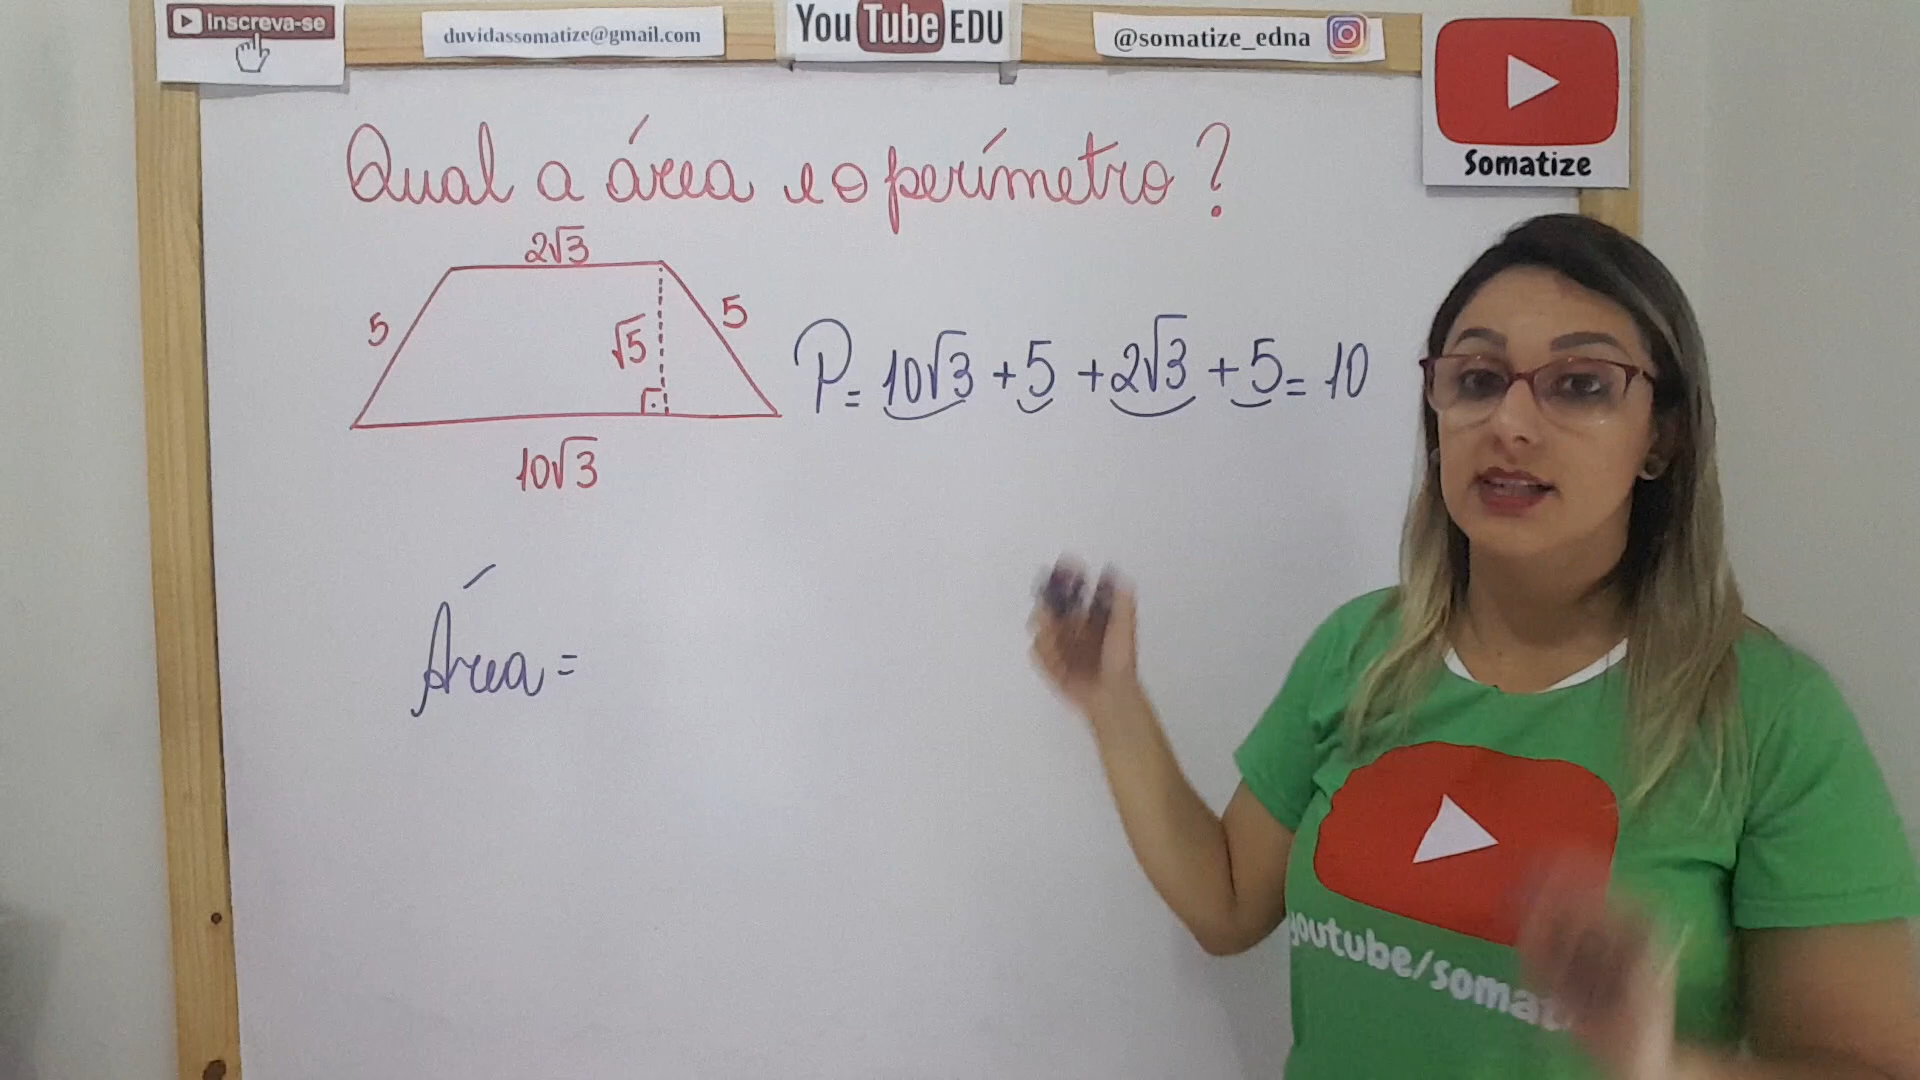 Inscreva-se
duvidassomatize@gmail.com
YouTube EDU
@somatize_edna
Somatize
Qual a área e o perímetro?
2√3
5
√5
5
10√3
P = 10√3 + 5 + 2√3 + 5 = 10
Área =
youtube/somat